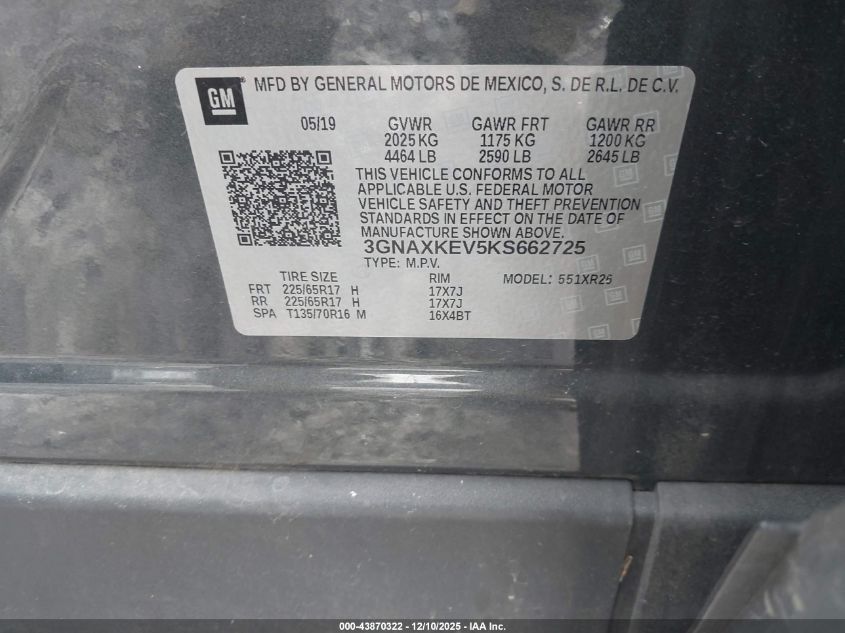 GM® MFD BY GENERAL MOTORS DE MEXICO, S. DE R.L. DE C.V.
05/19 GVWR GAWR FRT GAWR RR
2025 KG 1175 KG 1200 KG
4464 LB 2590 LB 2645 LB
THIS VEHICLE CONFORMS TO ALL
APPLICABLE U.S. FEDERAL MOTOR
VEHICLE SAFETY AND THEFT PREVENTION
STANDARDS IN EFFECT ON THE DATE OF
MANUFACTURE SHOWN ABOVE.
3GNAXKEV5KS662725
TYPE: M.P.V.
TIRE SIZE RIM MODEL: 551XR26
FRT 225/65R17 H 17X7J
RR 225/65R17 H 17X7J
SPA T135/70R16 M 16X4BT
000-43870322 - 12/10/2025 - IAA Inc.